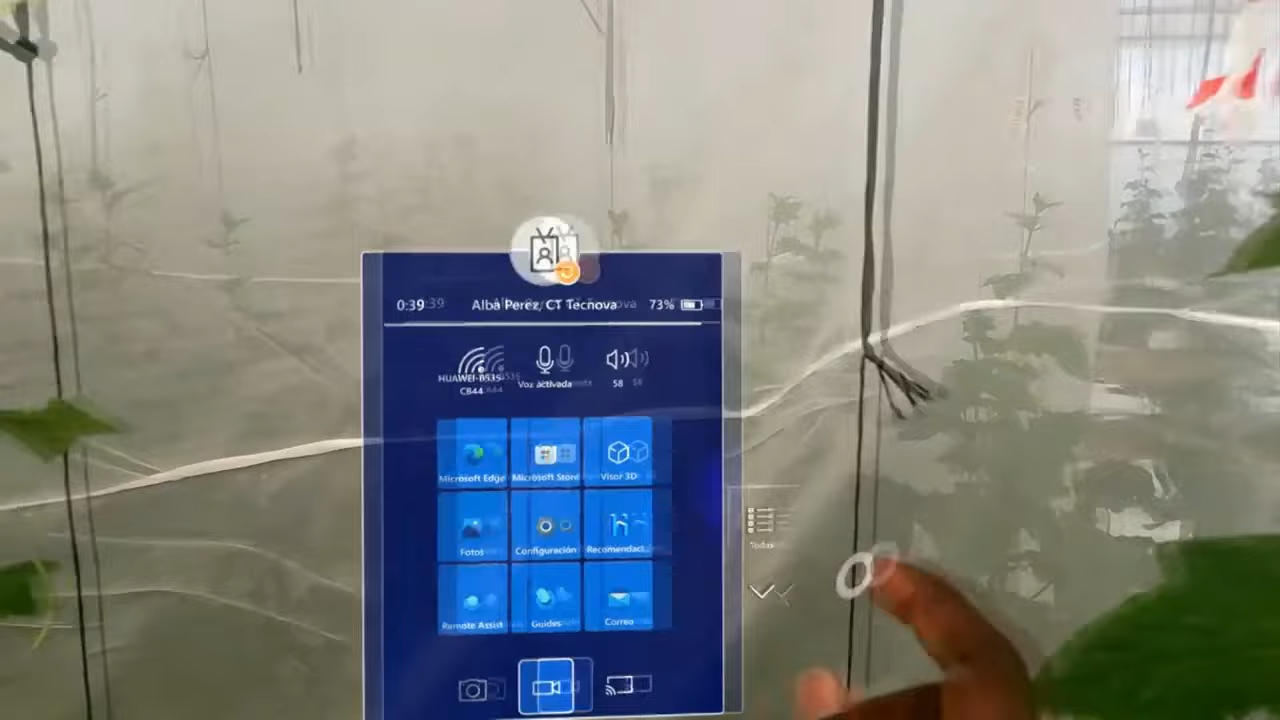 0:39 Alba Perez, CT Tecnova 73%
HUAWEI-B535-
CB44
Voz activada
58
Microsoft Edge Microsoft Store Visor 3D
Fotos Configuración Recomendaci...
Todas
Remote Assist Guides Correo